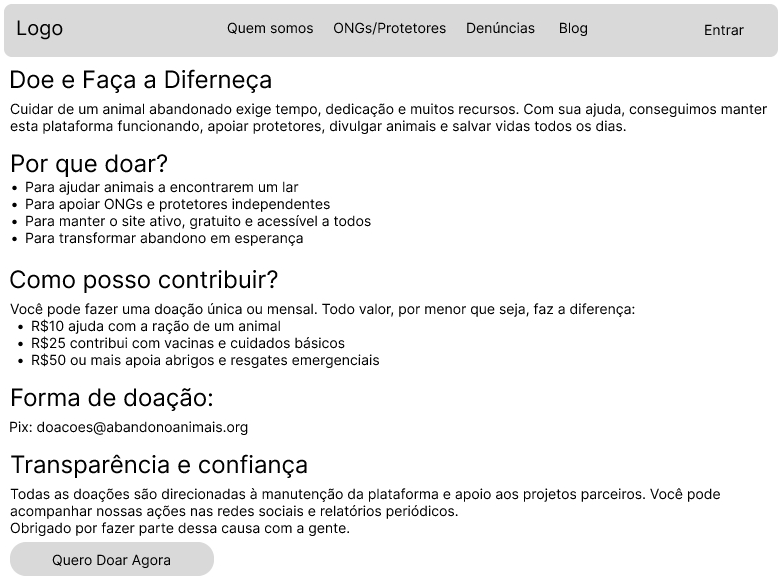 Logo
Quem somos ONGs/Protetores Denúncias Blog Entrar
Doe e Faça a Diferneça
Cuidar de um animal abandonado exige tempo, dedicação e muitos recursos. Com sua ajuda, conseguimos manter
esta plataforma funcionando, apoiar protetores, divulgar animais e salvar vidas todos os dias.
Por que doar?
• Para ajudar animais a encontrarem um lar
• Para apoiar ONGs e protetores independentes
• Para manter o site ativo, gratuito e acessível a todos
• Para transformar abandono em esperança
Como posso contribuir?
Você pode fazer uma doação única ou mensal. Todo valor, por menor que seja, faz a diferença:
• R$10 ajuda com a ração de um animal
• R$25 contribui com vacinas e cuidados básicos
• R$50 ou mais apoia abrigos e resgates emergenciais
Forma de doação:
Pix: doacoes@abandonoanimais.org
Transparência e confiança
Todas as doações são direcionadas à manutenção da plataforma e apoio aos projetos parceiros. Você pode
acompanhar nossas ações nas redes sociais e relatórios periódicos.
Obrigado por fazer parte dessa causa com a gente.
Quero Doar Agora